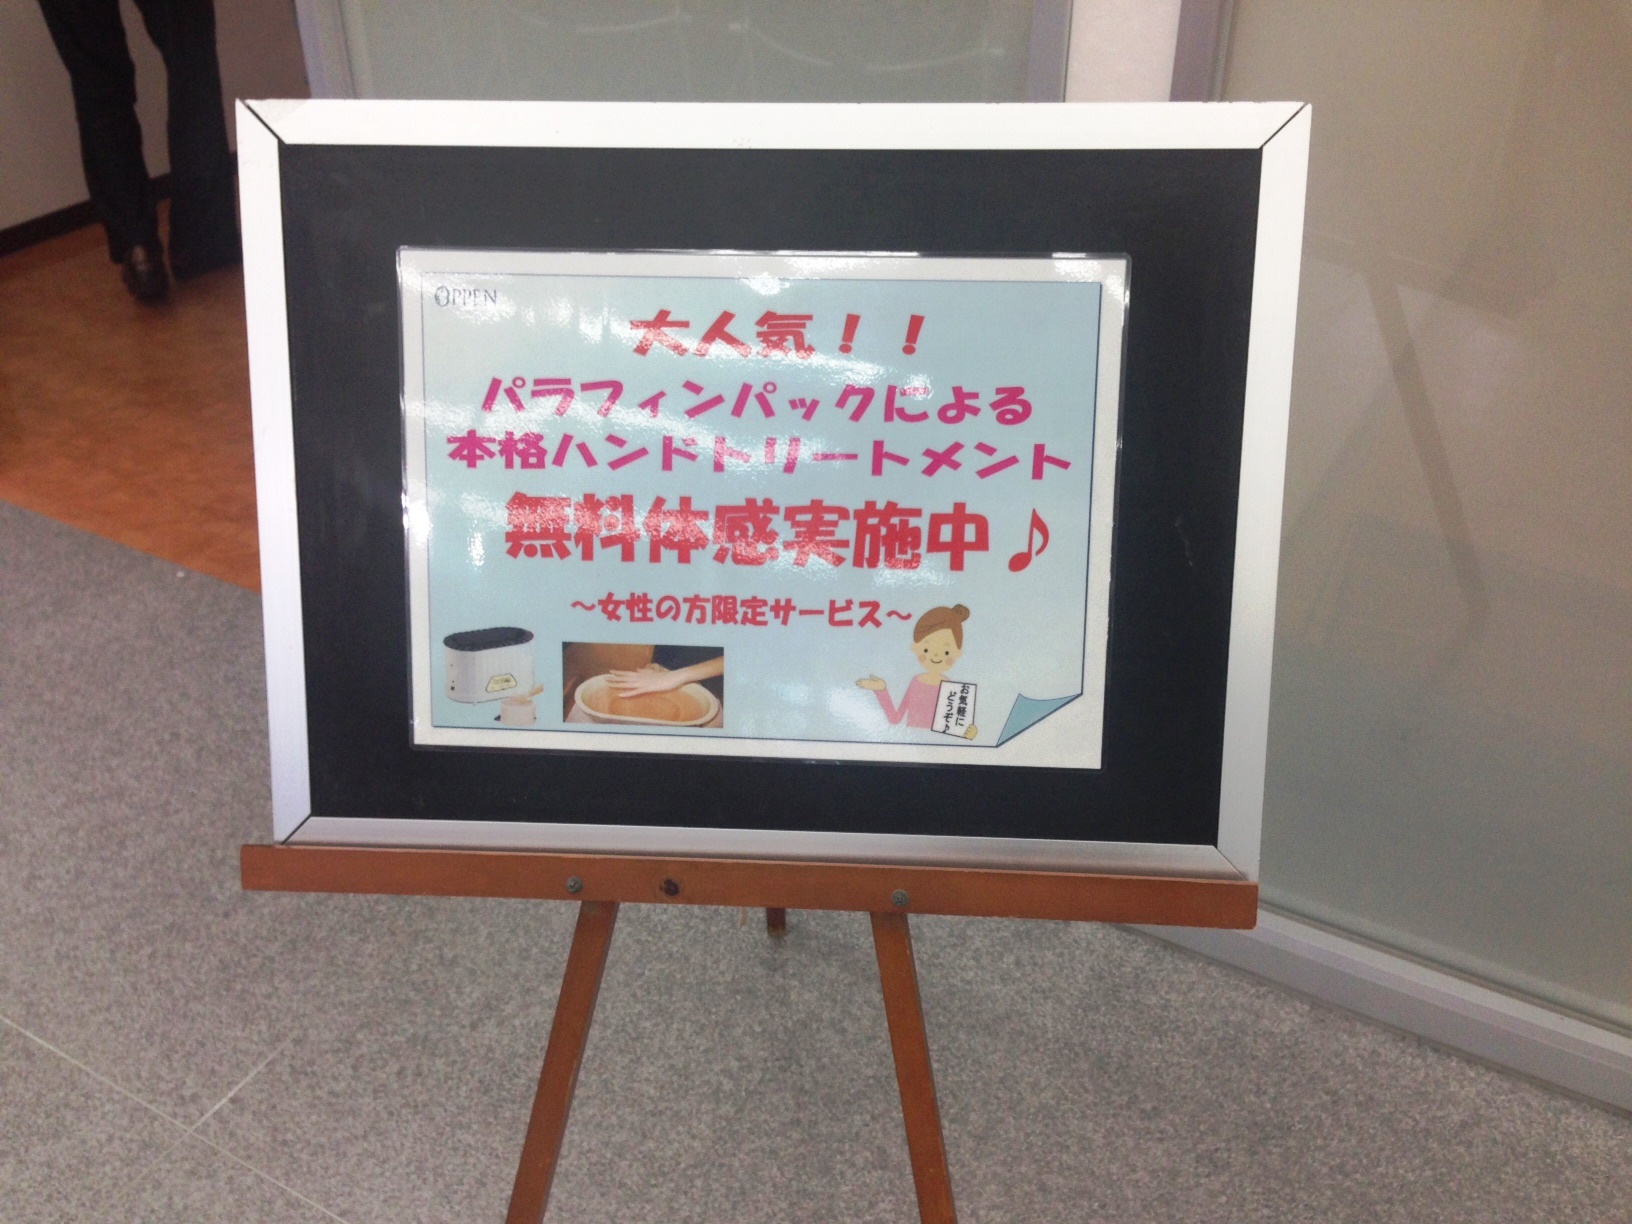 OPPEN
大人気！！
パラフィンパックによる
本格ハンドトリートメント
無料体感実施中♪
～女性の方限定サービス～
お気軽に
どうぞ♪